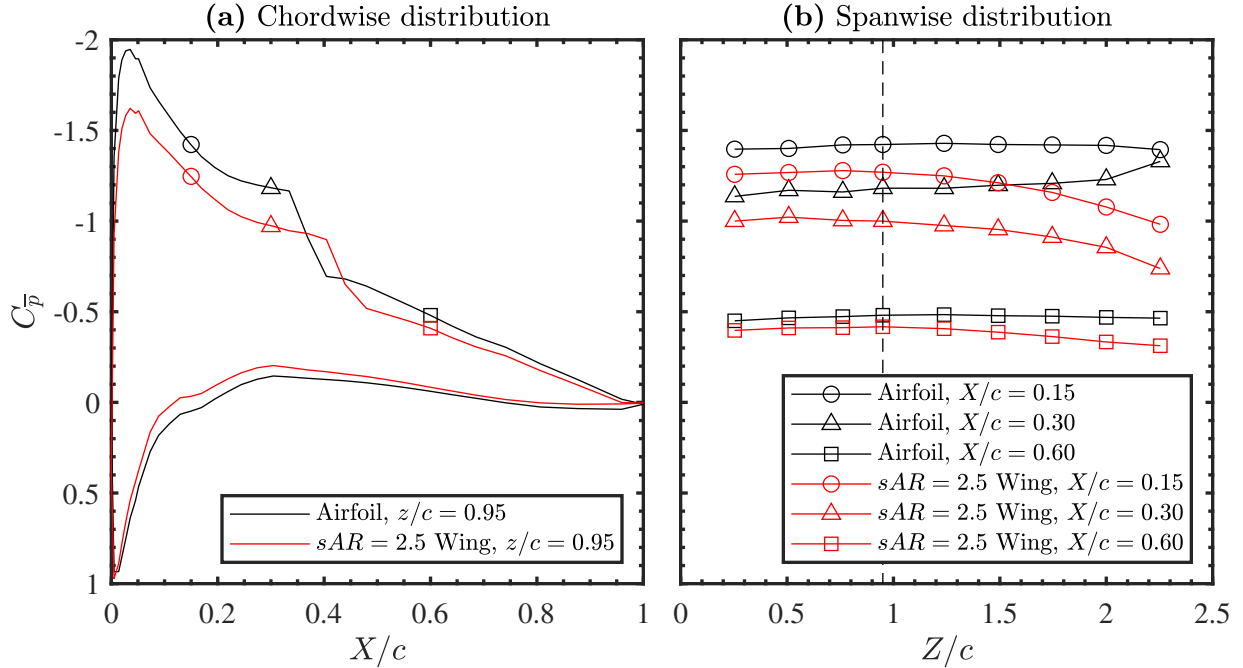 (a) Chordwise distribution
(b) Spanwise distribution
-2
-1.5
-1
-0.5
0
0.5
1
C_p̅
0
0.2
0.4
0.6
0.8
1
X/c
Airfoil, z/c = 0.95
sAR = 2.5 Wing, z/c = 0.95
Airfoil, X/c = 0.15
Airfoil, X/c = 0.30
Airfoil, X/c = 0.60
sAR = 2.5 Wing, X/c = 0.15
sAR = 2.5 Wing, X/c = 0.30
sAR = 2.5 Wing, X/c = 0.60
0
0.5
1
1.5
2
2.5
Z/c